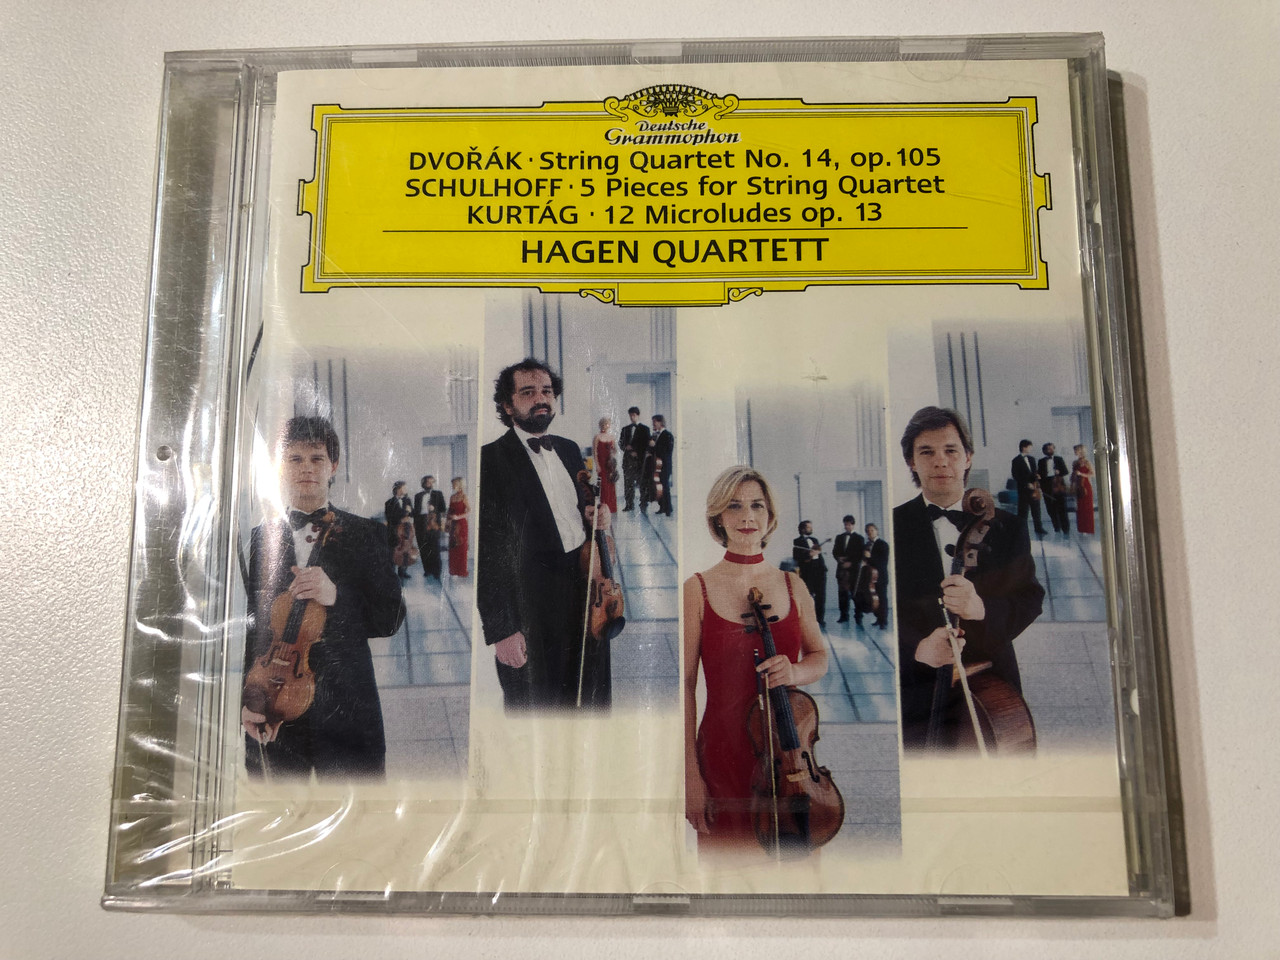 Deutsche
Grammophon
DVOŘÁK · String Quartet No. 14, op. 105
SCHULHOFF · 5 Pieces for String Quartet
KURTÁG · 12 Microludes op. 13
HAGEN QUARTETT